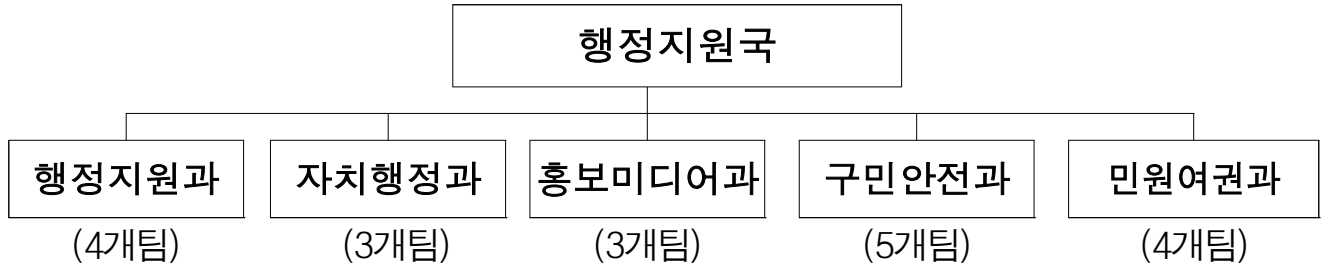 행정지원국
행정지원과 자치행정과 홍보미디어과 구민안전과 민원여권과
(4개팀) (3개팀) (3개팀) (5개팀) (4개팀)